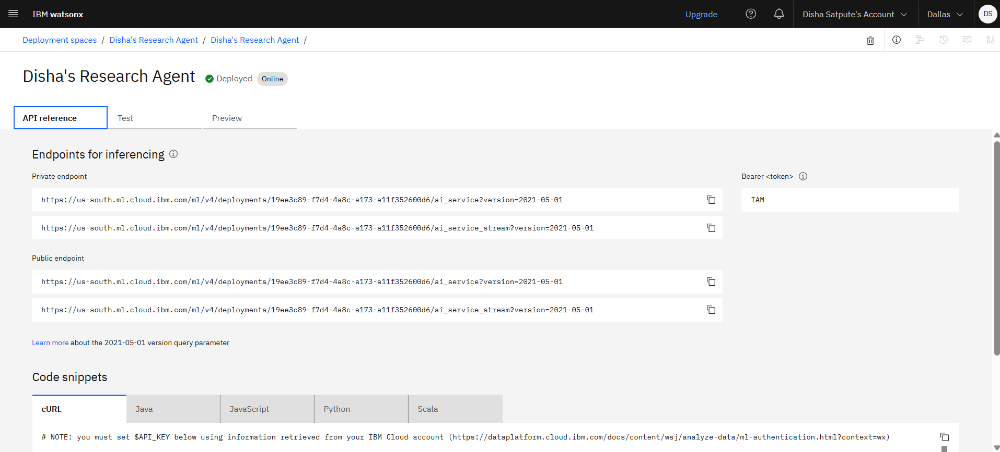 IBM watsonx Upgrade Disha Satpute's Account Dallas DS
Deployment spaces / Disha's Research Agent / Disha's Research Agent /
Disha's Research Agent Deployed Online
API reference Test Preview
Endpoints for inferencing
Private endpoint Bearer <token>
https://us-south.ml.cloud.ibm.com/ml/v4/deployments/19ee3c89-f7d4-4a8c-a173-a11f352600d6/ai_service?version=2021-05-01 IAM
https://us-south.ml.cloud.ibm.com/ml/v4/deployments/19ee3c89-f7d4-4a8c-a173-a11f352600d6/ai_service_stream?version=2021-05-01
Public endpoint
https://us-south.ml.cloud.ibm.com/ml/v4/deployments/19ee3c89-f7d4-4a8c-a173-a11f352600d6/ai_service?version=2021-05-01
https://us-south.ml.cloud.ibm.com/ml/v4/deployments/19ee3c89-f7d4-4a8c-a173-a11f352600d6/ai_service_stream?version=2021-05-01
Learn more about the 2021-05-01 version query parameter
Code snippets
cURL Java JavaScript Python Scala
# NOTE: you must set $API_KEY below using information retrieved from your IBM Cloud account (https://dataplatform.cloud.ibm.com/docs/content/wsj/analyze-data/ml-authentication.html?context=wx)